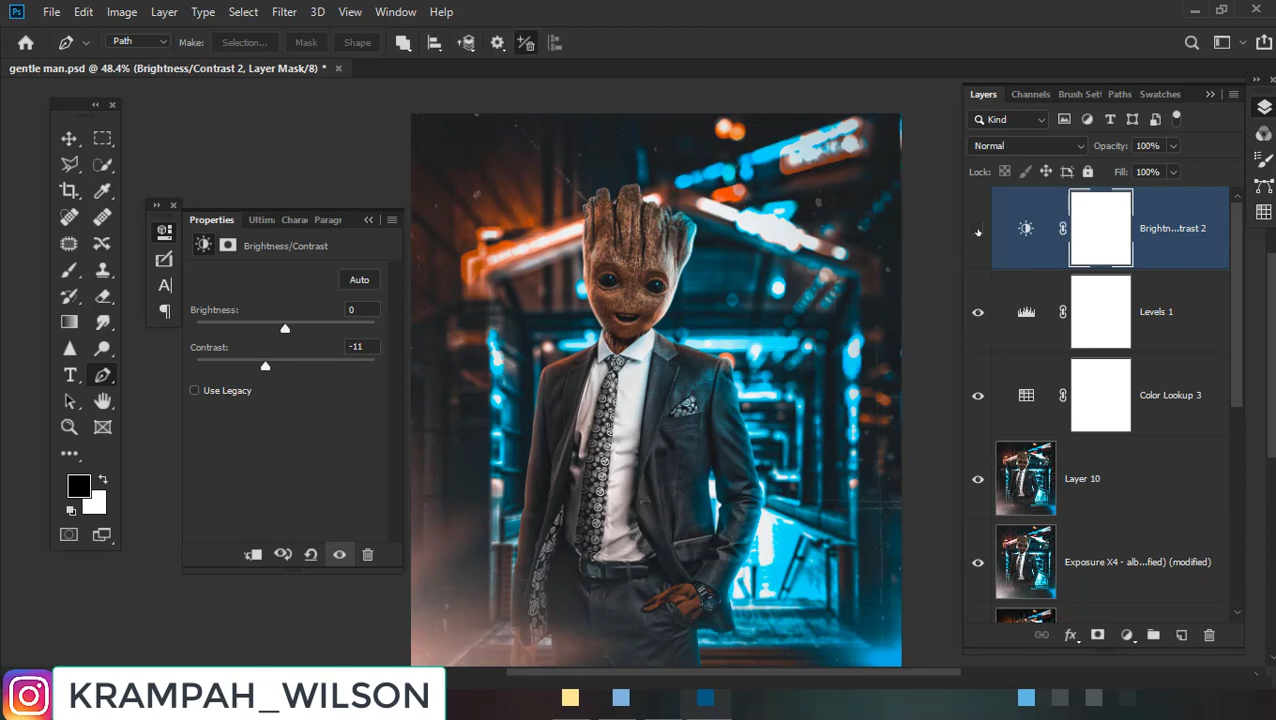 Ps File Edit Image Layer Type Select Filter 3D View Window Help
Path Make: Selection... Mask Shape
gentle man.psd @ 48.4% (Brightness/Contrast 2, Layer Mask/8) *
Properties Ultim Chara Paragr
Brightness/Contrast
Auto
Brightness: 0
Contrast: -11
Use Legacy
Layers Channels Brush Set Paths Swatches
Kind
Normal Opacity: 100%
Lock: Fill: 100%
Brightn...trast 2
Levels 1
Color Lookup 3
Layer 10
Exposure X4 - alb...fied) (modified)
KRAMPAH_WILSON